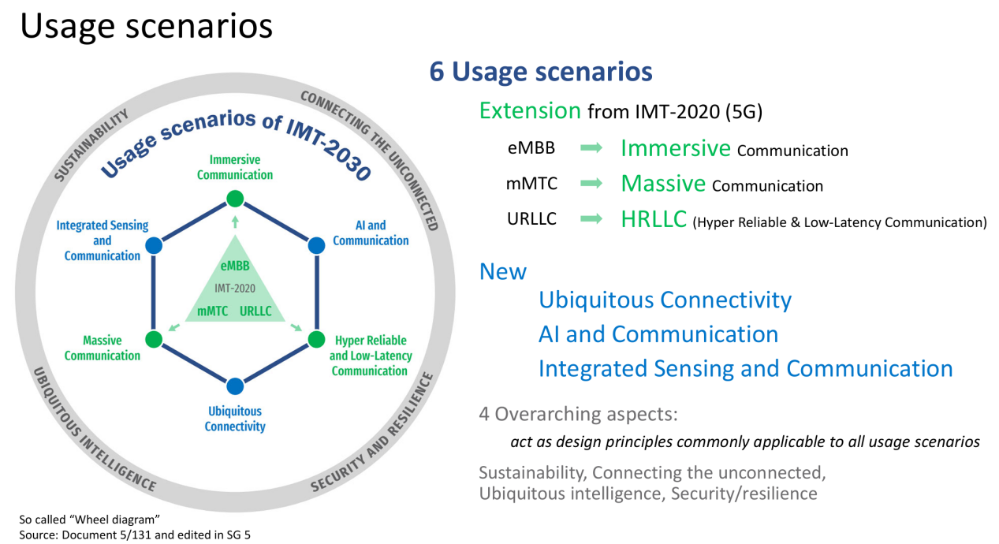 Usage scenarios
SUSTAINABILITY
CONNECTING THE UNCONNECTED
UBIQUITOUS INTELLIGENCE
SECURITY AND RESILIENCE
Usage scenarios of IMT-2030
Immersive
Communication
Integrated Sensing
and
Communication
AI and
Communication
eMBB
IMT-2020
mMTC URLLC
Massive
Communication
Hyper Reliable
and Low-Latency
Communication
Ubiquitous
Connectivity
So called “Wheel diagram”
Source: Document 5/131 and edited in SG 5
6 Usage scenarios
Extension from IMT-2020 (5G)
eMBB Immersive Communication
mMTC Massive Communication
URLLC HRLLC (Hyper Reliable & Low-Latency Communication)
New
Ubiquitous Connectivity
AI and Communication
Integrated Sensing and Communication
4 Overarching aspects:
act as design principles commonly applicable to all usage scenarios
Sustainability, Connecting the unconnected,
Ubiquitous intelligence, Security/resilience